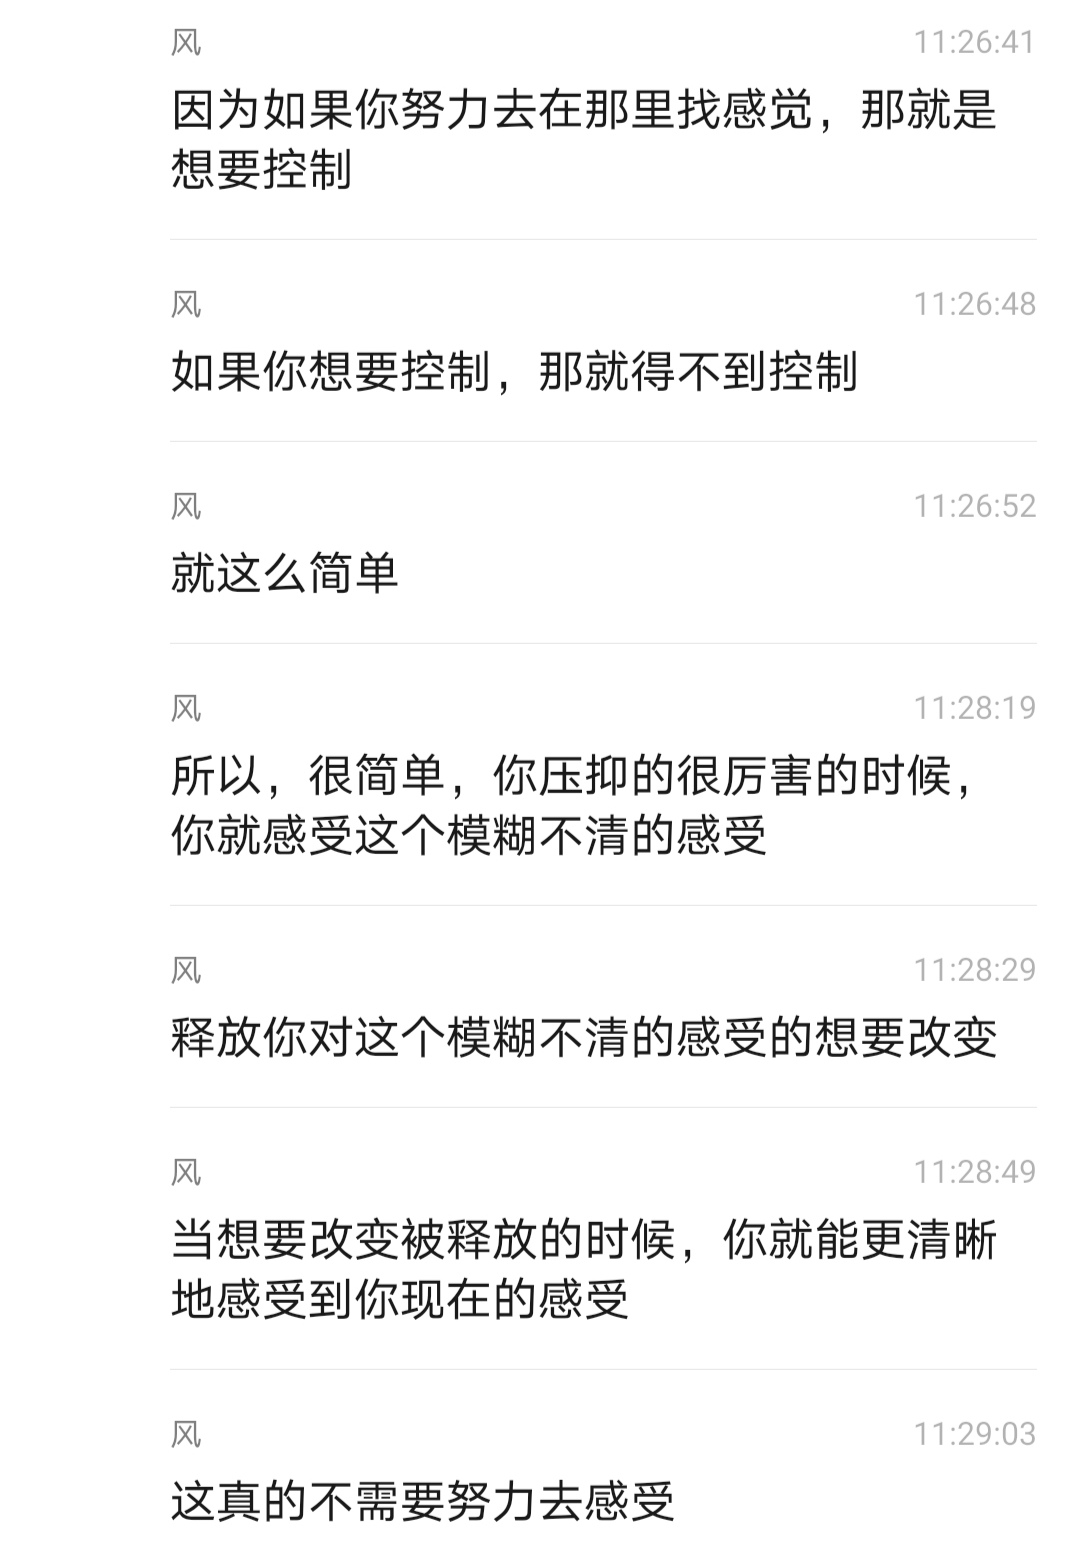 风 11:26:41
因为如果你努力去在那里找感觉，那就是
想要控制
风 11:26:48
如果你想要控制，那就得不到控制
风 11:26:52
就这么简单
风 11:28:19
所以，很简单，你压抑的很厉害的时候，
你就感受这个模糊不清的感受
风 11:28:29
释放你对这个模糊不清的感受的想要改变
风 11:28:49
当想要改变被释放的时候，你就能更清晰
地感受到你现在的感受
风 11:29:03
这真的不需要努力去感受